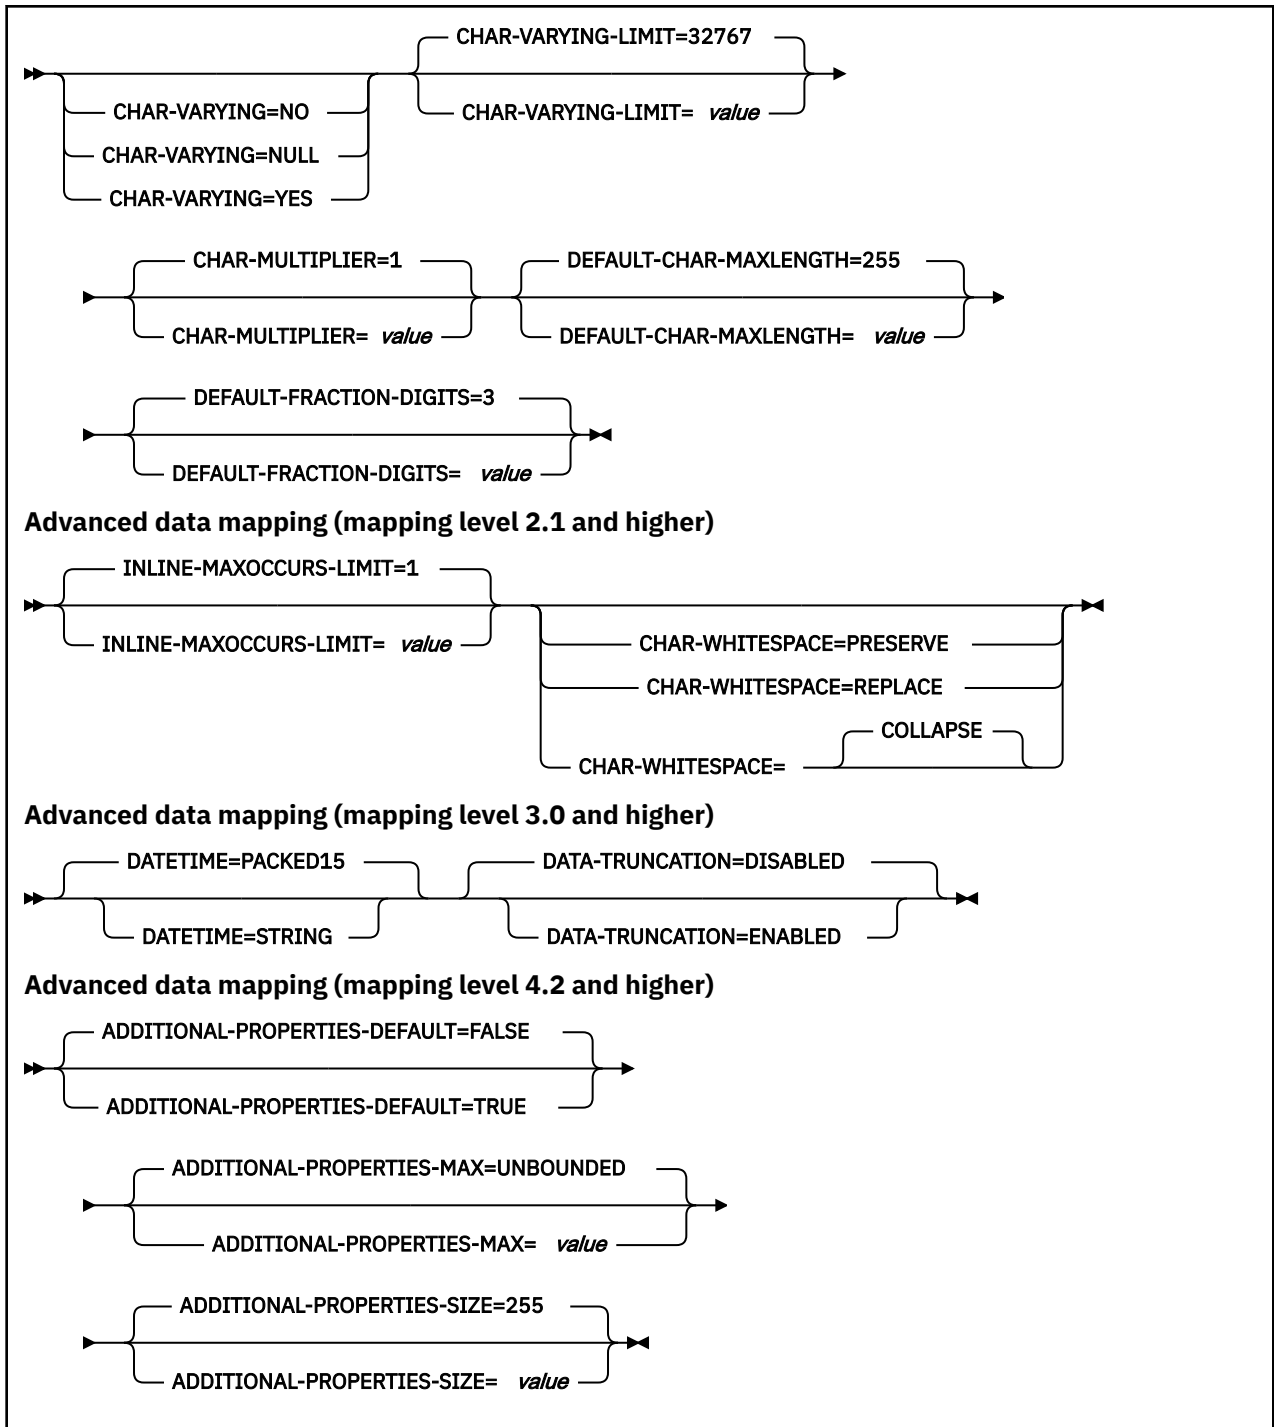 CHAR-VARYING-LIMIT=32767
CHAR-VARYING=NO
CHAR-VARYING-LIMIT= value
CHAR-VARYING=NULL
CHAR-VARYING=YES
CHAR-MULTIPLIER=1
DEFAULT-CHAR-MAXLENGTH=255
CHAR-MULTIPLIER= value
DEFAULT-CHAR-MAXLENGTH= value
DEFAULT-FRACTION-DIGITS=3
DEFAULT-FRACTION-DIGITS= value
Advanced data mapping (mapping level 2.1 and higher)
INLINE-MAXOCCURS-LIMIT=1
INLINE-MAXOCCURS-LIMIT= value
CHAR-WHITESPACE=PRESERVE
CHAR-WHITESPACE=REPLACE
COLLAPSE
CHAR-WHITESPACE=
Advanced data mapping (mapping level 3.0 and higher)
DATETIME=PACKED15
DATA-TRUNCATION=DISABLED
DATETIME=STRING
DATA-TRUNCATION=ENABLED
Advanced data mapping (mapping level 4.2 and higher)
ADDITIONAL-PROPERTIES-DEFAULT=FALSE
ADDITIONAL-PROPERTIES-DEFAULT=TRUE
ADDITIONAL-PROPERTIES-MAX=UNBOUNDED
ADDITIONAL-PROPERTIES-MAX= value
ADDITIONAL-PROPERTIES-SIZE=255
ADDITIONAL-PROPERTIES-SIZE= value